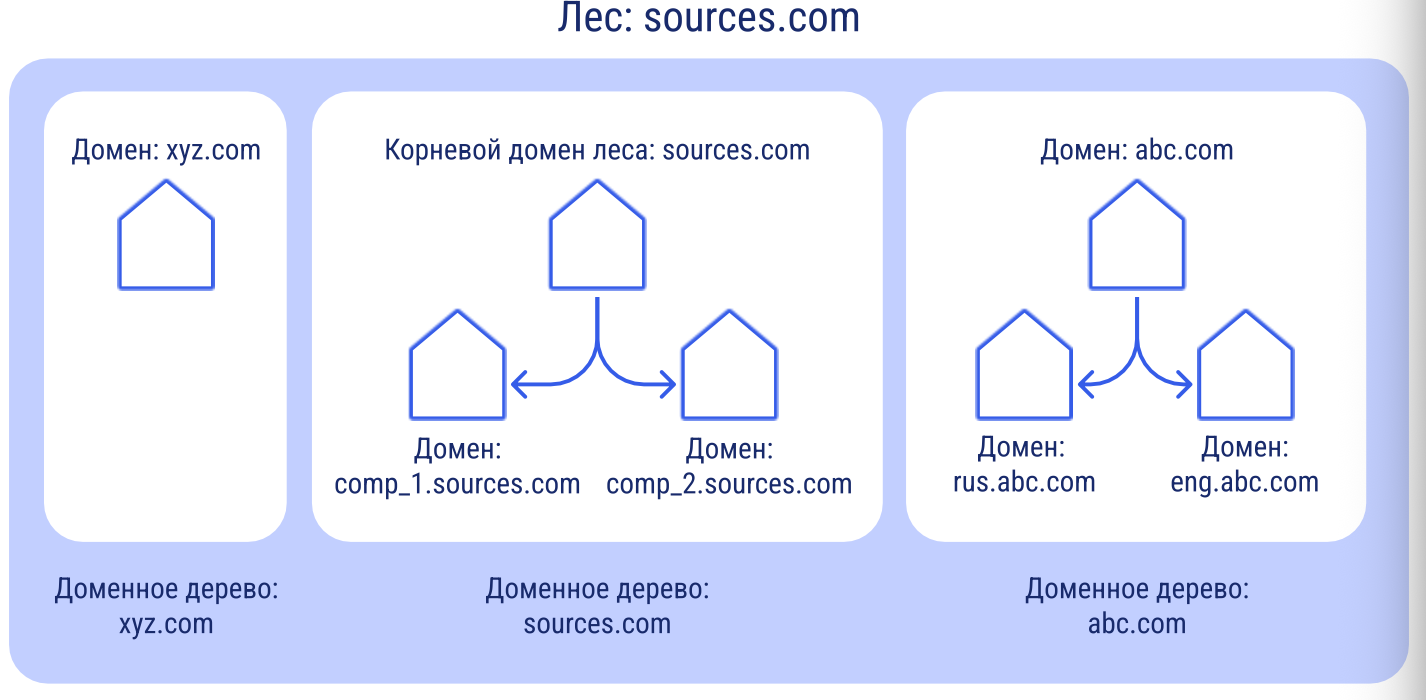 Лес: sources.com
Домен: xyz.com
Корневой домен леса: sources.com
Домен: abc.com
Домен:
comp_1.sources.com
Домен:
comp_2.sources.com
Домен:
rus.abc.com
Домен:
eng.abc.com
Доменное дерево:
xyz.com
Доменное дерево:
sources.com
Доменное дерево:
abc.com